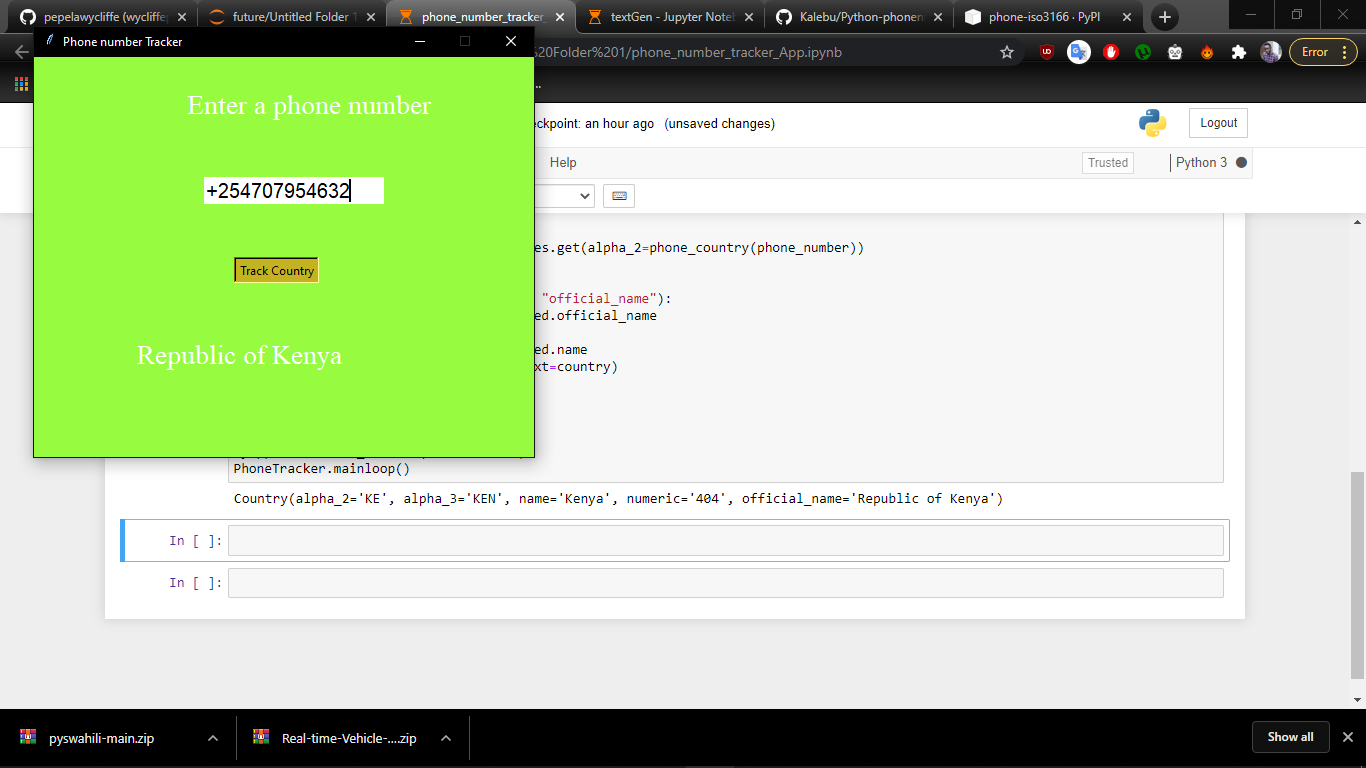 pepelawycliffe (wycliffe
future/Untitled Folder 1
phone_number_tracker_
textGen - Jupyter Noteb
Kalebu/Python-phonen
phone-iso3166 · PyPI
Phone number Tracker
%20Folder%201/phone_number_tracker_App.ipynb
Error
Enter a phone number
+254707954632
Track Country
Republic of Kenya
ckpoint: an hour ago (unsaved changes)
Logout
Help
Trusted
Python 3
es.get(alpha_2=phone_country(phone_number))
"official_name"):
ed.official_name
ed.name
xt=country)
PhoneTracker.mainloop()
Country(alpha_2='KE', alpha_3='KEN', name='Kenya', numeric='404', official_name='Republic of Kenya')
In [ ]:
In [ ]:
pyswahili-main.zip
Real-time-Vehicle-....zip
Show all